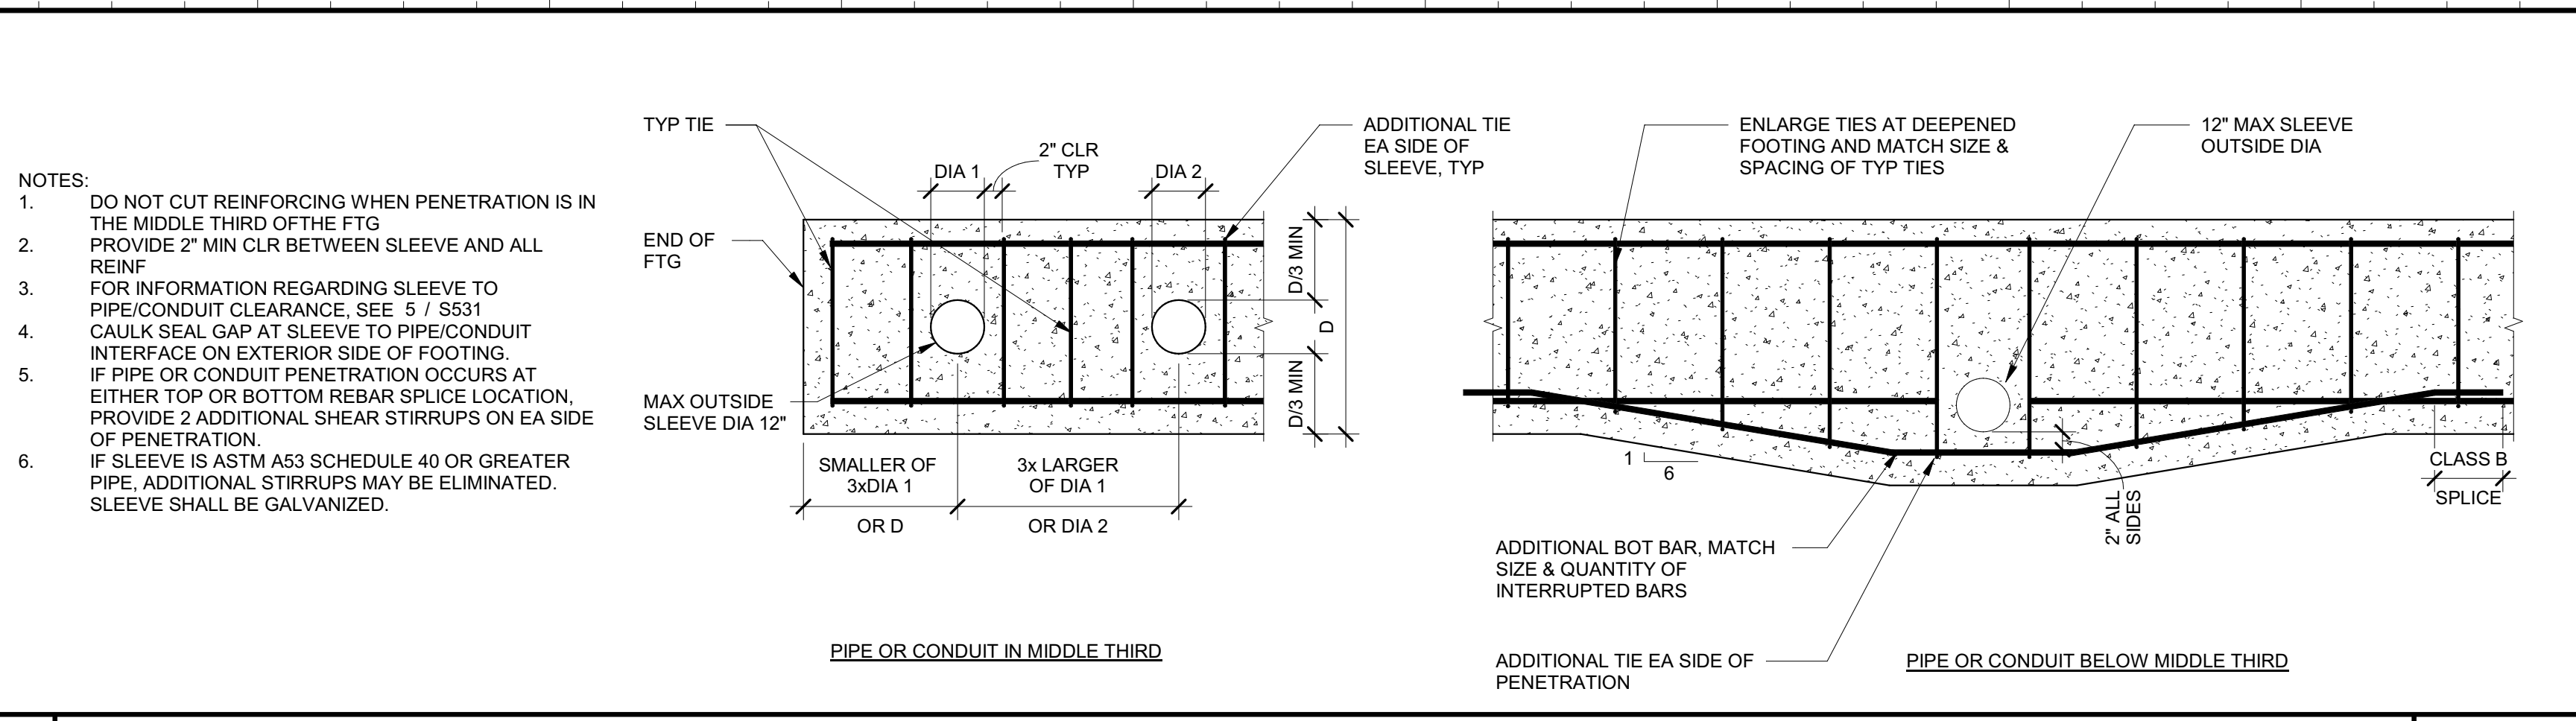 NOTES:
1. DO NOT CUT REINFORCING WHEN PENETRATION IS IN
THE MIDDLE THIRD OFTHE FTG
2. PROVIDE 2" MIN CLR BETWEEN SLEEVE AND ALL
REINF
3. FOR INFORMATION REGARDING SLEEVE TO
PIPE/CONDUIT CLEARANCE, SEE 5 / S531
4. CAULK SEAL GAP AT SLEEVE TO PIPE/CONDUIT
INTERFACE ON EXTERIOR SIDE OF FOOTING.
5. IF PIPE OR CONDUIT PENETRATION OCCURS AT
EITHER TOP OR BOTTOM REBAR SPLICE LOCATION,
PROVIDE 2 ADDITIONAL SHEAR STIRRUPS ON EA SIDE
OF PENETRATION.
6. IF SLEEVE IS ASTM A53 SCHEDULE 40 OR GREATER
PIPE, ADDITIONAL STIRRUPS MAY BE ELIMINATED.
SLEEVE SHALL BE GALVANIZED.
TYP TIE
END OF
FTG
MAX OUTSIDE
SLEEVE DIA 12"
DIA 1
2" CLR
TYP
DIA 2
ADDITIONAL TIE
EA SIDE OF
SLEEVE, TYP
D/3 MIN
D
D/3 MIN
SMALLER OF
3xDIA 1
OR D
3x LARGER
OF DIA 1
OR DIA 2
PIPE OR CONDUIT IN MIDDLE THIRD
ENLARGE TIES AT DEEPENED
FOOTING AND MATCH SIZE &
SPACING OF TYP TIES
12" MAX SLEEVE
OUTSIDE DIA
1
6
2" ALL
SIDES
CLASS B
SPLICE
ADDITIONAL BOT BAR, MATCH
SIZE & QUANTITY OF
INTERRUPTED BARS
ADDITIONAL TIE EA SIDE OF
PENETRATION
PIPE OR CONDUIT BELOW MIDDLE THIRD